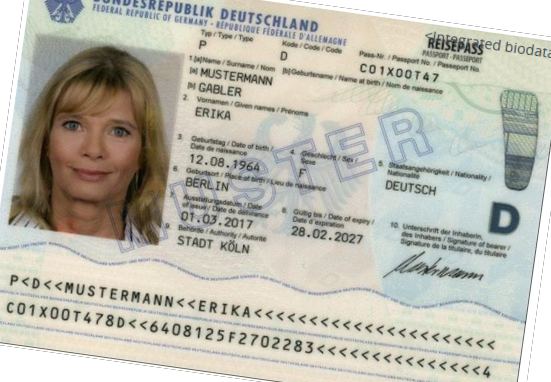 BUNDESREPUBLIK DEUTSCHLAND
FEDERAL REPUBLIC OF GERMANY · RÉPUBLIQUE FÉDÉRALE D'ALLEMAGNE
<Integrated biodata
REISEPASS
PASSPORT · PASSEPORT
Typ / Type / Type
P
Kode / Code / Code
D
Pass-Nr. / Passport No. / Passeport No.
C01X00T47
1.[a]Name / Surname / Nom
[b]Geburtsname / Name at birth / Nom de naissance
[a] MUSTERMANN
[b] GABLER
2. Vornamen / Given names / Prénoms
ERIKA
3. Geburtstag / Date of birth /
Date de naissance
12.08.1964
4. Geschlecht / Sex /
Sexe
F
5. Staatsangehörigkeit / Nationality /
Nationalité
DEUTSCH
6. Geburtsort / Place of birth / Lieu de naissance
BERLIN
Ausstellungsdatum / Date
of issue / Date de délivrance
01.03.2017
8. Gültig bis / Date of expiry /
Date d'expiration
28.02.2027
Behörde / Authority / Autorité
STADT KÖLN
10. Unterschrift der Inhaberin,
des Inhabers / Signature of bearer /
Signature de la titulaire, du titulaire
Mustermann
D
MUSTER
P<D<<MUSTERMANN<<ERIKA<<<<<<<<<<<<<<<<<<<<<<
C01X00T478D<<6408125F2702283<<<<<<<<<<<<<<<4